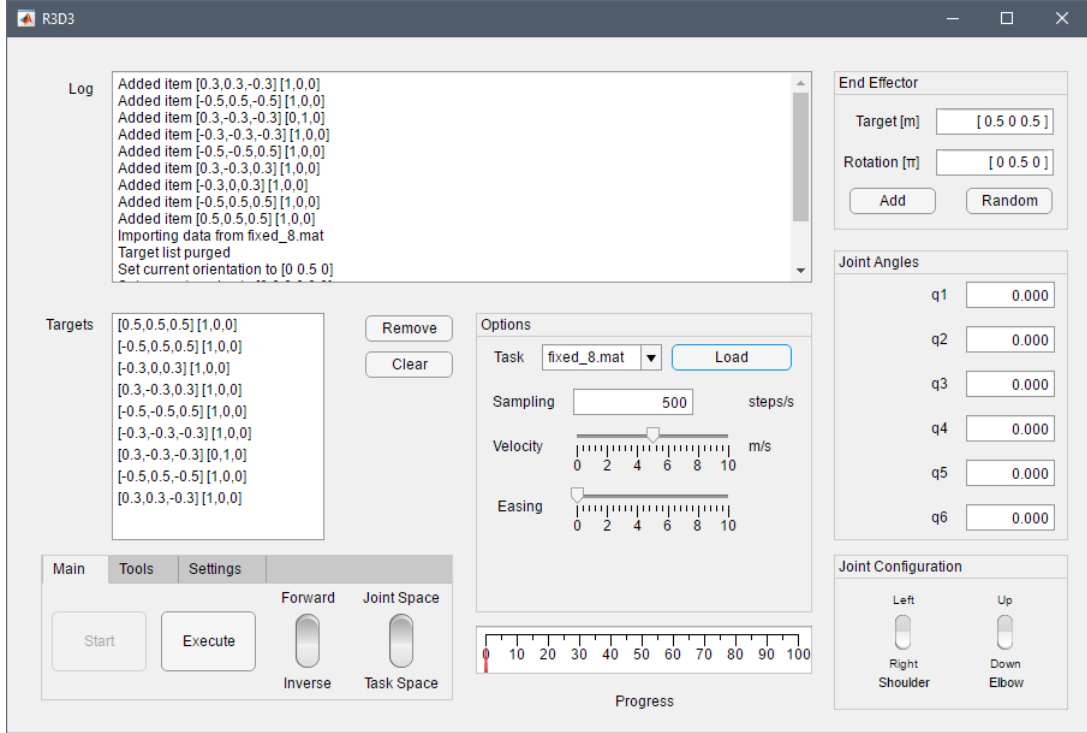 R3D3
Log
Added item [0.3,0.3,-0.3] [1,0,0]
Added item [-0.5,0.5,-0.5] [1,0,0]
Added item [0.3,-0.3,-0.3] [0,1,0]
Added item [-0.3,-0.3,-0.3] [1,0,0]
Added item [-0.5,-0.5,0.5] [1,0,0]
Added item [0.3,-0.3,0.3] [1,0,0]
Added item [-0.3,0,0.3] [1,0,0]
Added item [-0.5,0.5,0.5] [1,0,0]
Added item [0.5,0.5,0.5] [1,0,0]
Importing data from fixed_8.mat
Target list purged
Set current orientation to [0 0.5 0]
End Effector
Target [m] [ 0.5 0 0.5 ]
Rotation [π] [ 0 0.5 0 ]
Add Random
Targets
[0.5,0.5,0.5] [1,0,0]
[-0.5,0.5,0.5] [1,0,0]
[-0.3,0,0.3] [1,0,0]
[0.3,-0.3,0.3] [1,0,0]
[-0.5,-0.5,0.5] [1,0,0]
[-0.3,-0.3,-0.3] [1,0,0]
[0.3,-0.3,-0.3] [0,1,0]
[-0.5,0.5,-0.5] [1,0,0]
[0.3,0.3,-0.3] [1,0,0]
Remove
Clear
Options
Task fixed_8.mat Load
Sampling 500 steps/s
Velocity m/s
0 2 4 6 8 10
Easing
0 2 4 6 8 10
Joint Angles
q1 0.000
q2 0.000
q3 0.000
q4 0.000
q5 0.000
q6 0.000
Main Tools Settings
Forward Joint Space
Start Execute
Inverse Task Space
0 10 20 30 40 50 60 70 80 90 100
Progress
Joint Configuration
Left Up
Right Down
Shoulder Elbow